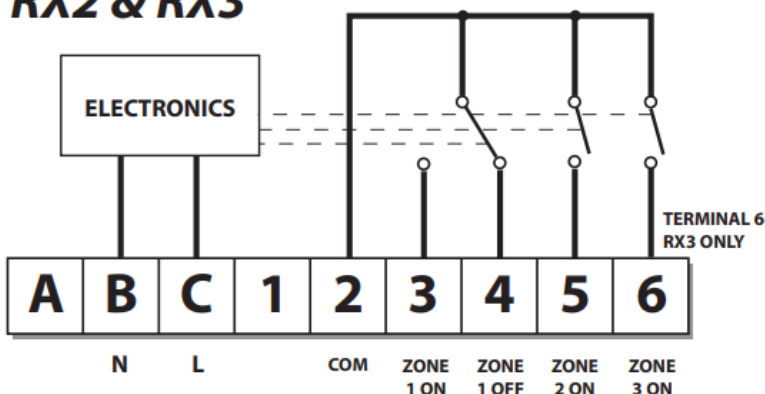 RX2 & RX3
ELECTRONICS
TERMINAL 6
RX3 ONLY
A B C 1 2 3 4 5 6
N L COM ZONE ZONE ZONE ZONE
1 ON 1 OFF 2 ON 3 ON